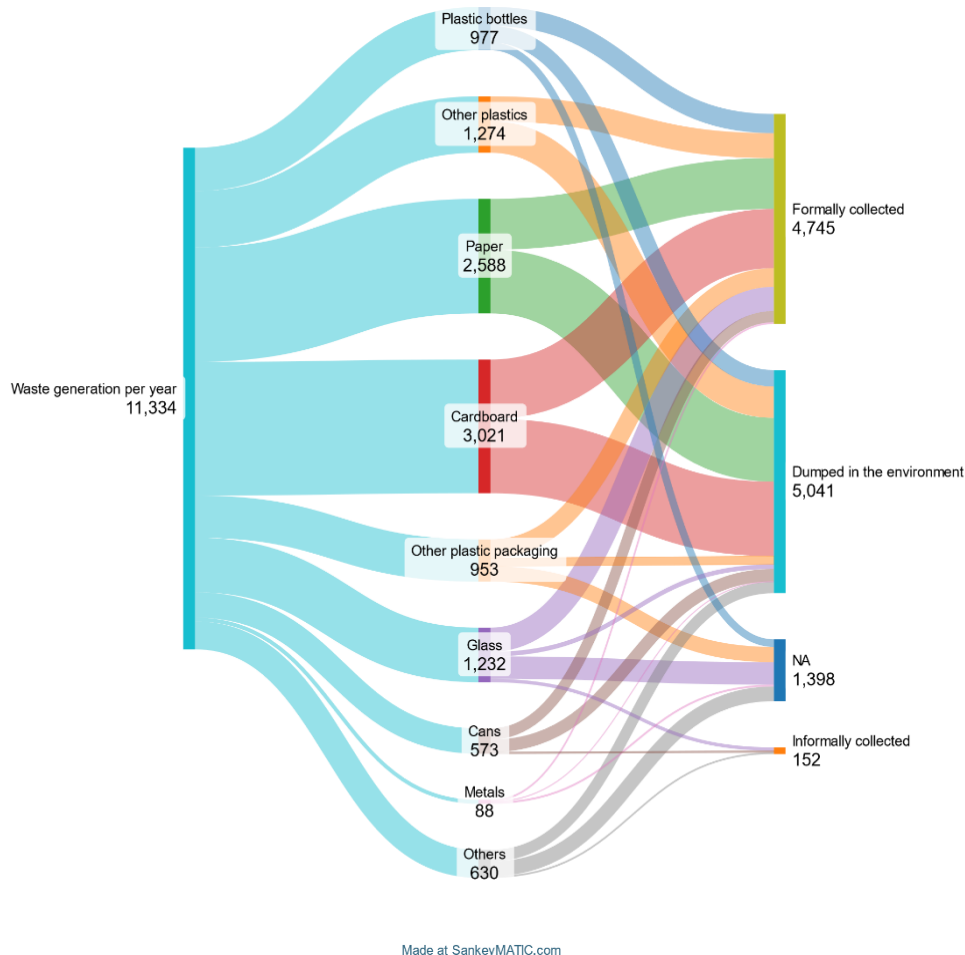 Plastic bottles
977
Other plastics
1,274
Paper
2,588
Formally collected
4,745
Waste generation per year
11,334
Cardboard
3,021
Dumped in the environment
5,041
Other plastic packaging
953
Glass
1,232
NA
1,398
Cans
573
Informally collected
152
Metals
88
Others
630
Made at SankeyMATIC.com